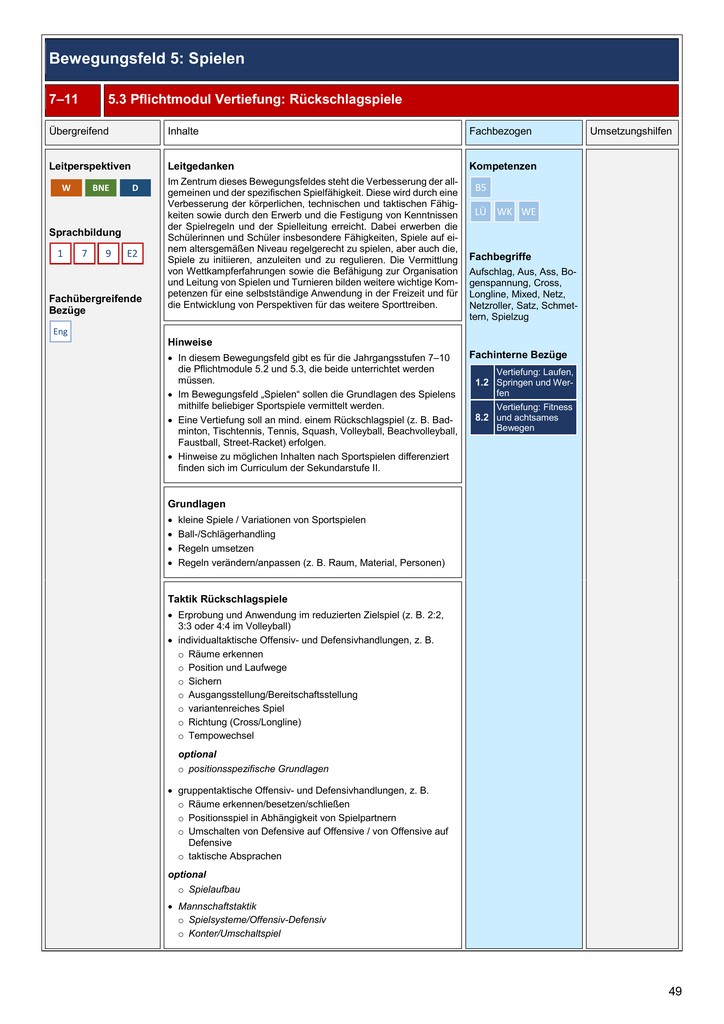 Bewegungsfeld 5: Spielen
7–11
5.3 Pflichtmodul Vertiefung: Rückschlagspiele
Übergreifend
Inhalte
Fachbezogen
Umsetzungshilfen
Leitperspektiven
W
BNE
D
Sprachbildung
1
7
9
E2
Fachübergreifende
Bezüge
Eng
Leitgedanken
Im Zentrum dieses Bewegungsfeldes steht die Verbesserung der all-
gemeinen und der spezifischen Spielfähigkeit. Diese wird durch eine
Verbesserung der körperlichen, technischen und taktischen Fähig-
keiten sowie durch den Erwerb und die Festigung von Kenntnissen
der Spielregeln und der Spielleitung erreicht. Dabei erwerben die
Schülerinnen und Schüler insbesondere Fähigkeiten, Spiele auf ei-
nem altersgemäßen Niveau regelgerecht zu spielen, aber auch die,
Spiele zu initiieren, anzuleiten und zu regulieren. Die Vermittlung
von Wettkampferfahrungen sowie die Befähigung zur Organisation
und Leitung von Spielen und Turnieren bilden weitere wichtige Kom-
petenzen für eine selbstständige Anwendung in der Freizeit und für
die Entwicklung von Perspektiven für das weitere Sporttreiben.
Hinweise
• In diesem Bewegungsfeld gibt es für die Jahrgangsstufen 7–10
die Pflichtmodule 5.2 und 5.3, die beide unterrichtet werden
müssen.
• Im Bewegungsfeld „Spielen“ sollen die Grundlagen des Spielens
mithilfe beliebiger Sportspiele vermittelt werden.
• Eine Vertiefung soll an mind. einem Rückschlagspiel (z. B. Bad-
minton, Tischtennis, Tennis, Squash, Volleyball, Beachvolleyball,
Faustball, Street-Racket) erfolgen.
• Hinweise zu möglichen Inhalten nach Sportspielen differenziert
finden sich im Curriculum der Sekundarstufe II.
Grundlagen
• kleine Spiele / Variationen von Sportspielen
• Ball-/Schlägerhandling
• Regeln umsetzen
• Regeln verändern/anpassen (z. B. Raum, Material, Personen)
Taktik Rückschlagspiele
• Erprobung und Anwendung im reduzierten Zielspiel (z. B. 2:2,
3:3 oder 4:4 im Volleyball)
• individualtaktische Offensiv- und Defensivhandlungen, z. B.
o Räume erkennen
o Position und Laufwege
o Sichern
o Ausgangsstellung/Bereitschaftsstellung
o variantenreiches Spiel
o Richtung (Cross/Longline)
o Tempowechsel
optional
o positionsspezifische Grundlagen
• gruppentaktische Offensiv- und Defensivhandlungen, z. B.
o Räume erkennen/besetzen/schließen
o Positionsspiel in Abhängigkeit von Spielpartnern
o Umschalten von Defensive auf Offensive / von Offensive auf
Defensive
o taktische Absprachen
optional
o Spielaufbau
• Mannschaftstaktik
o Spielsysteme/Offensiv-Defensiv
o Konter/Umschaltspiel
Kompetenzen
B5
LÜ
WK
WE
Fachbegriffe
Aufschlag, Aus, Ass, Bo-
genspannung, Cross,
Longline, Mixed, Netz,
Netzroller, Satz, Schmet-
tern, Spielzug
Fachinterne Bezüge
1.2
Vertiefung: Laufen,
Springen und Wer-
fen
8.2
Vertiefung: Fitness
und achtsames
Bewegen
49